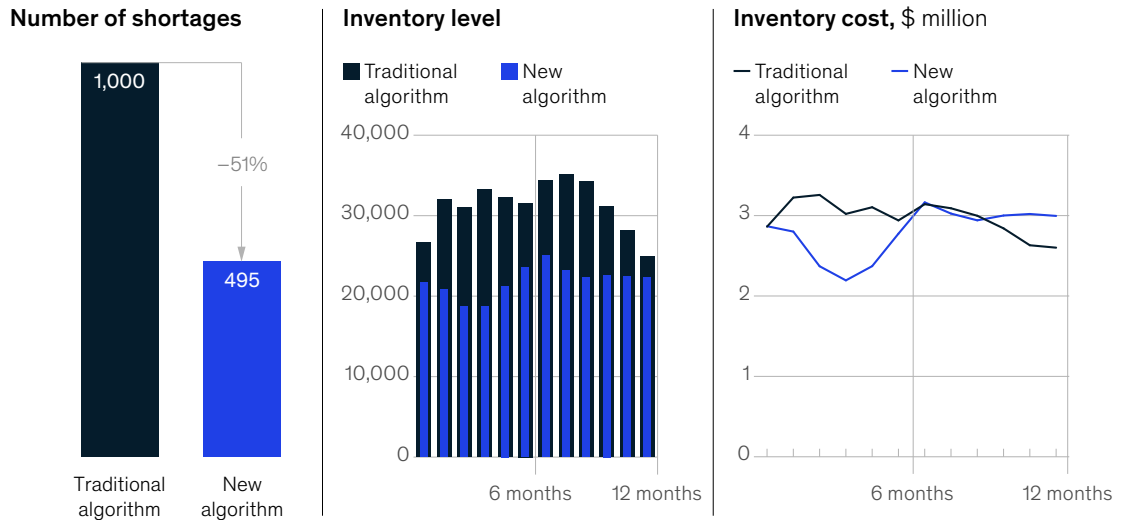 Number of shortages
1,000
−51%
495
Traditional
algorithm
New
algorithm
Inventory level
Traditional
algorithm
New
algorithm
40,000
30,000
20,000
10,000
0
6 months
12 months
Inventory cost, $ million
Traditional
algorithm
New
algorithm
4
3
2
1
0
6 months
12 months